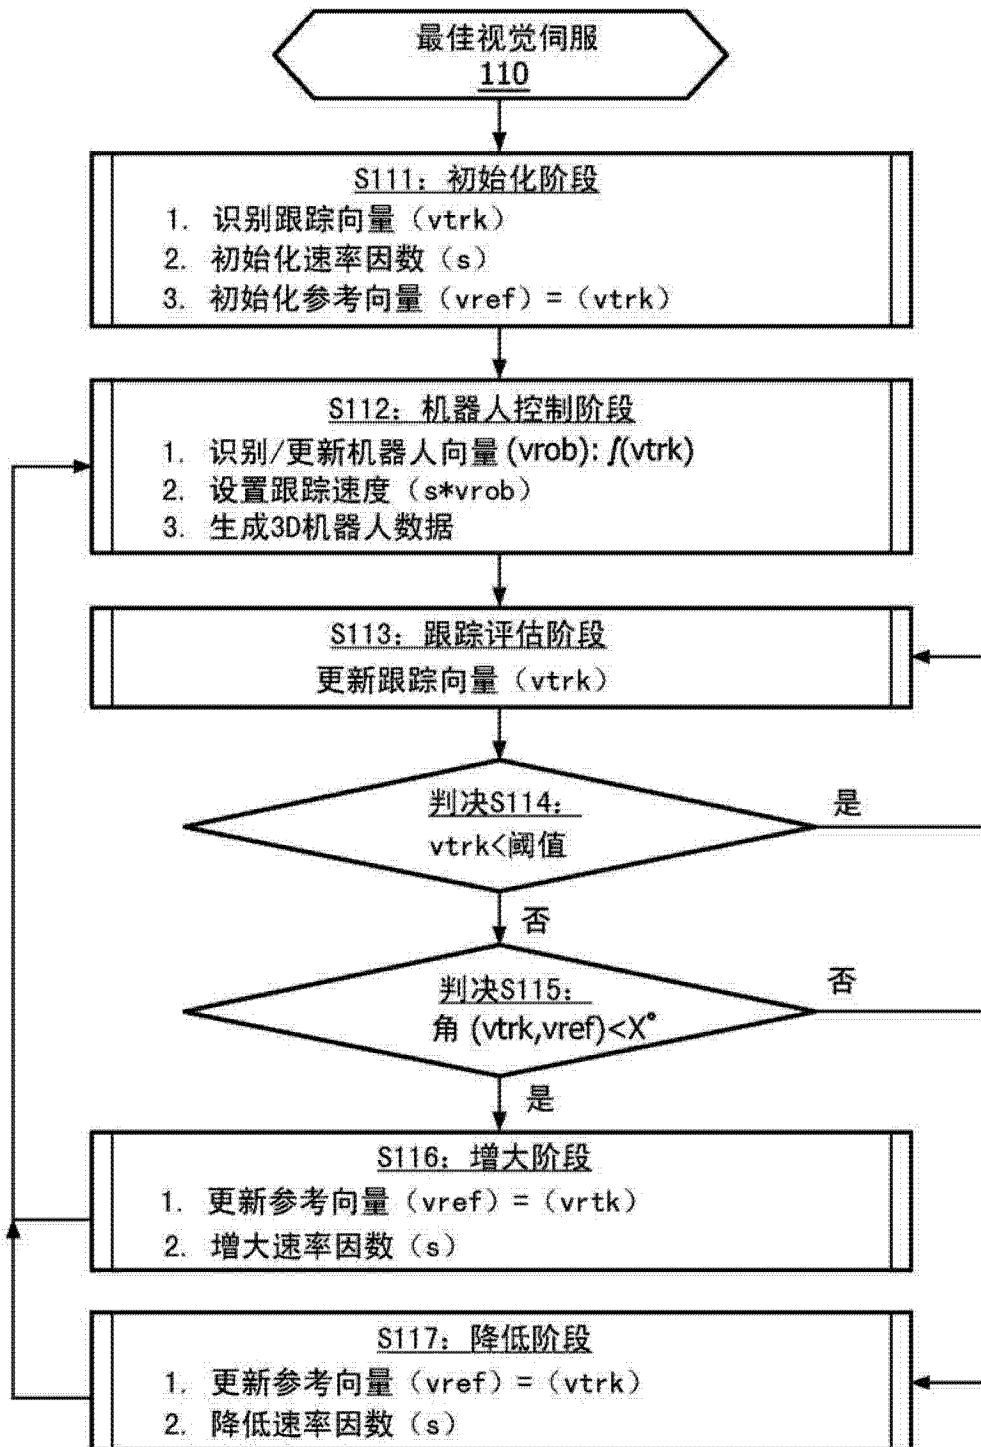 最佳视觉伺服
110
S111: 初始化阶段
1. 识别跟踪向量 (vtrk)
2. 初始化速率因数 (s)
3. 初始化参考向量 (vref) = (vtrk)
S112: 机器人控制阶段
1. 识别/更新机器人向量 (vrob): ∫(vtrk)
2. 设置跟踪速度 (s*vrob)
3. 生成3D机器人数据
S113: 跟踪评估阶段
更新跟踪向量 (vtrk)
判决S114:
vtrk<阈值
是
否
判决S115:
角 (vtrk,vref)<X°
否
是
S116: 增大阶段
1. 更新参考向量 (vref) = (vrtk)
2. 增大速率因数 (s)
S117: 降低阶段
1. 更新参考向量 (vref) = (vtrk)
2. 降低速率因数 (s)